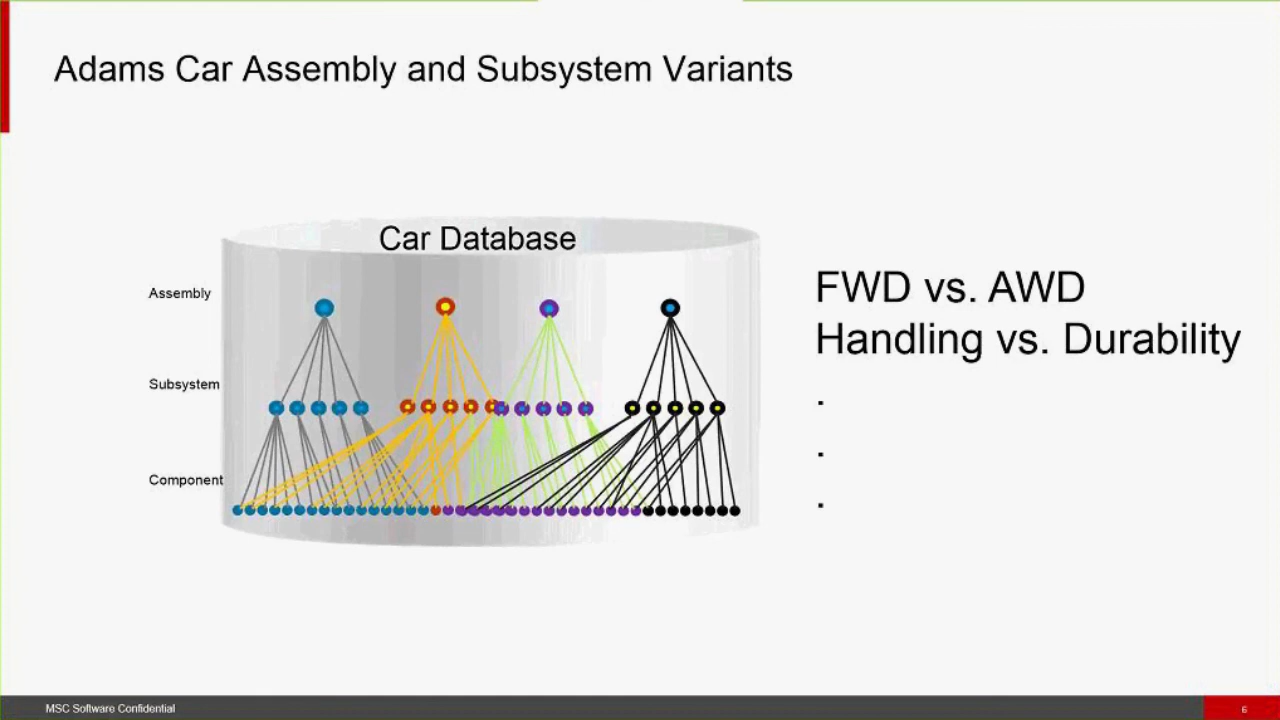 Adams Car Assembly and Subsystem Variants
Car Database
Assembly
Subsystem
Component
FWD vs. AWD
Handling vs. Durability
.
.
.
MSC Software Confidential
6